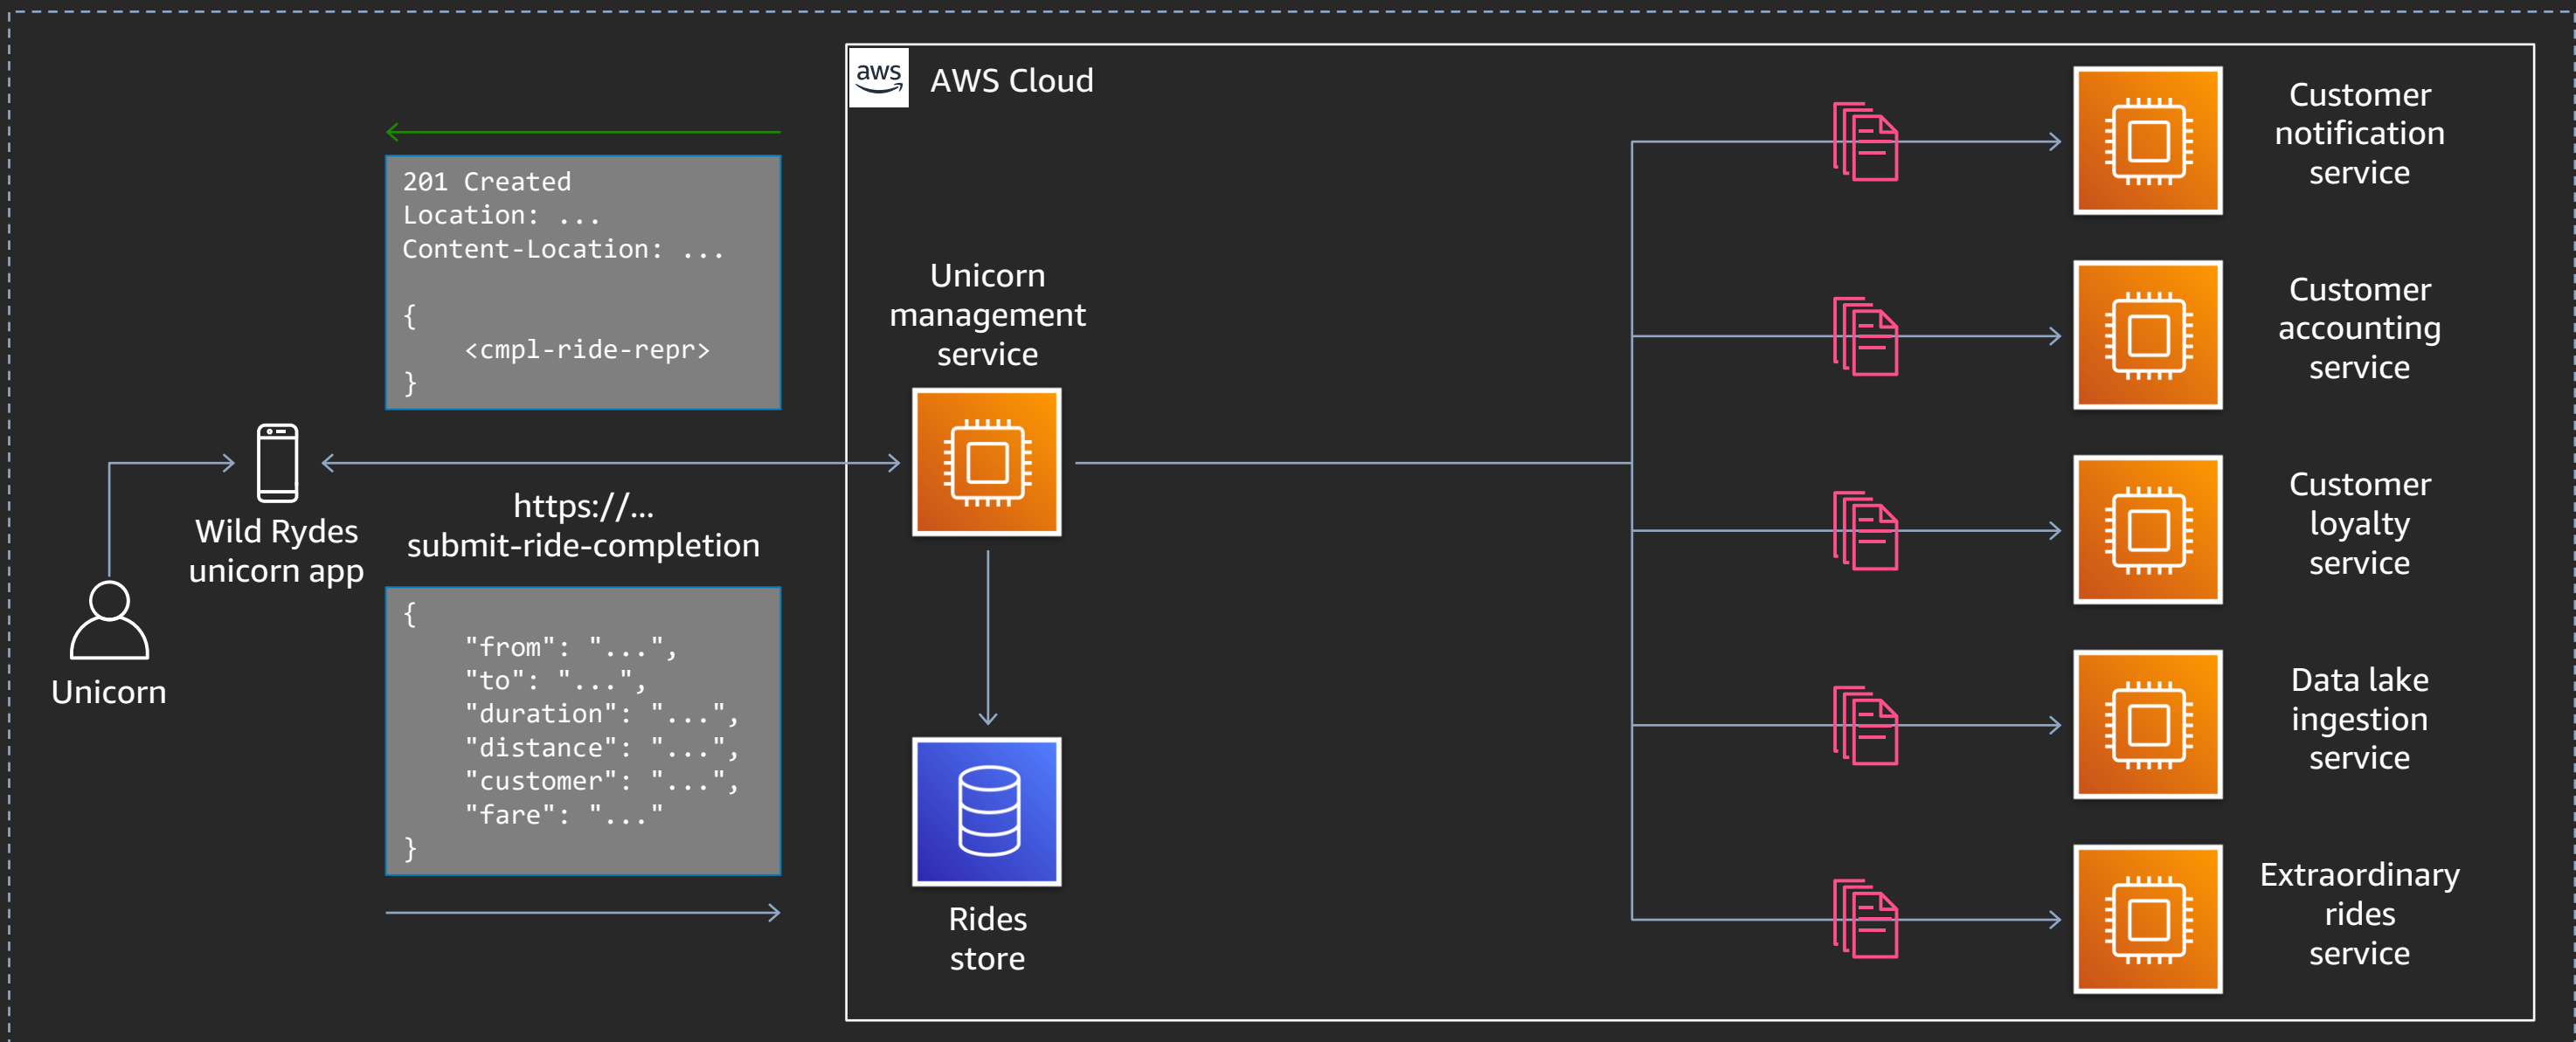 aws
AWS Cloud
201 Created
Location: ...
Content-Location: ...
{
<cmpl-ride-repr>
}
Wild Rydes
unicorn app
Unicorn
https://...
submit-ride-completion
{
"from": "...",
"to": "...",
"duration": "...",
"distance": "...",
"customer": "...",
"fare": "..."
}
Unicorn
management
service
Rides
store
Customer
notification
service
Customer
accounting
service
Customer
loyalty
service
Data lake
ingestion
service
Extraordinary
rides
service